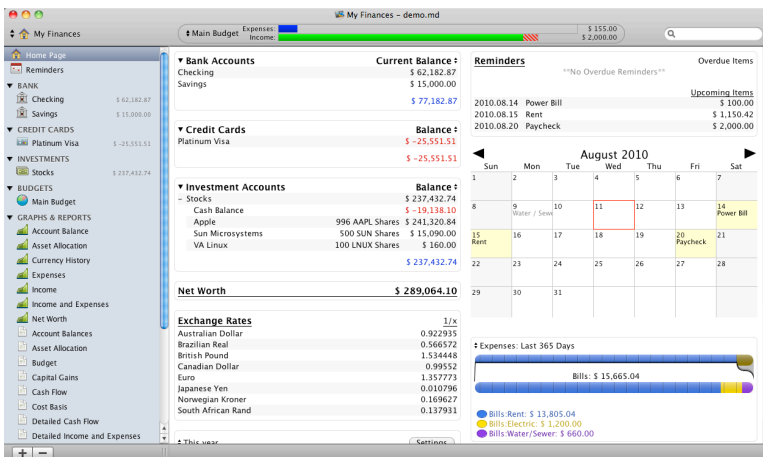 My Finances – demo.md
My Finances
Main Budget
Expenses:
Income:
$ 155.00
$ 2,000.00
Home Page
Reminders
BANK
Checking $ 62,182.87
Savings $ 15,000.00
CREDIT CARDS
Platinum Visa $ -25,551.51
INVESTMENTS
Stocks $ 237,432.74
BUDGETS
Main Budget
GRAPHS & REPORTS
Account Balance
Asset Allocation
Currency History
Expenses
Income
Income and Expenses
Net Worth
Account Balances
Asset Allocation
Budget
Capital Gains
Cash Flow
Cost Basis
Detailed Cash Flow
Detailed Income and Expenses
Bank Accounts Current Balance
Checking $ 62,182.87
Savings $ 15,000.00
$ 77,182.87
Credit Cards Balance
Platinum Visa $ -25,551.51
$ -25,551.51
Investment Accounts Balance
– Stocks $ 237,432.74
Cash Balance $ -19,138.10
Apple 996 AAPL Shares $ 241,320.84
Sun Microsystems 500 SUN Shares $ 15,090.00
VA Linux 100 LNUX Shares $ 160.00
$ 237,432.74
Net Worth $ 289,064.10
Exchange Rates 1/x
Australian Dollar 0.922935
Brazilian Real 0.566572
British Pound 1.534448
Canadian Dollar 0.99552
Euro 1.357773
Japanese Yen 0.010796
Norwegian Kroner 0.169627
South African Rand 0.137931
This year Settings
Reminders Overdue Items
**No Overdue Reminders**
Upcoming Items
2010.08.14 Power Bill $ 100.00
2010.08.15 Rent $ 1,150.42
2010.08.20 Paycheck $ 2,000.00
August 2010
Sun Mon Tue Wed Thu Fri Sat
1 2 3 4 5 6 7
8 9 10 11 12 13 14
Water / Sewe Power Bill
15 16 17 18 19 20 21
Rent Paycheck
22 23 24 25 26 27 28
29 30 31
Expenses: Last 365 Days
Bills: $ 15,665.04
Bills:Rent: $ 13,805.04
Bills:Electric: $ 1,200.00
Bills:Water/Sewer: $ 660.00